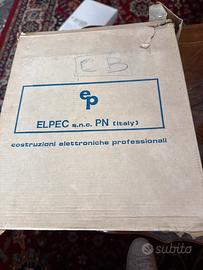 CB
ep
ELPEC s.n.c. PN (italy)
costruzioni elettroniche professionali
subito